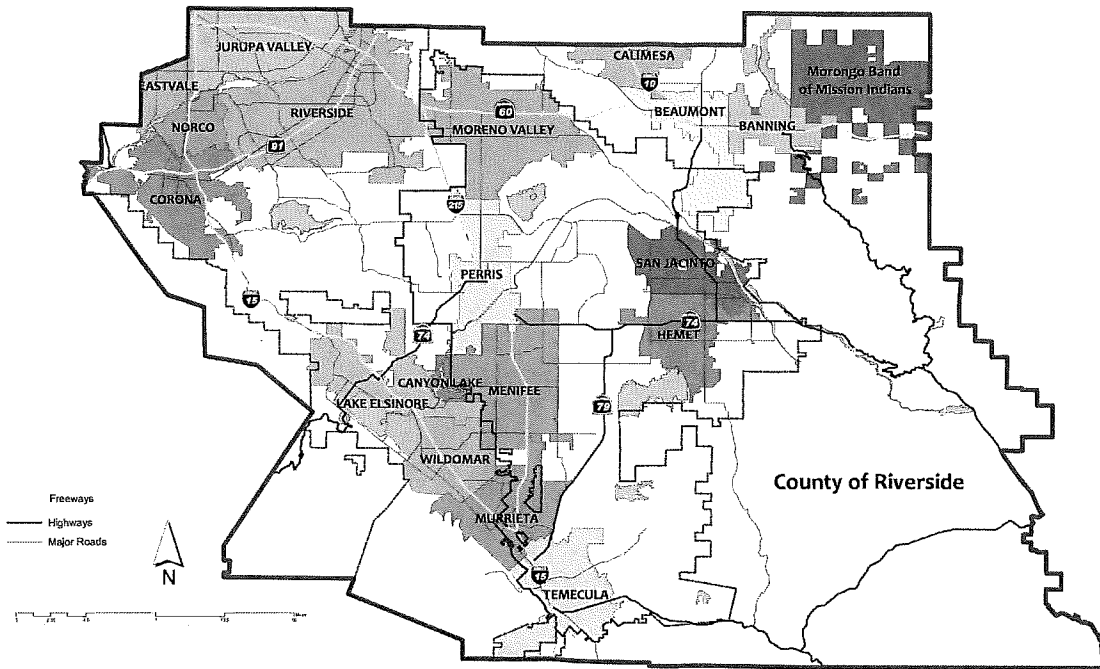 JURUPA VALLEY
EASTVALE
RIVERSIDE
NORCO
91
CORONA
60
MORENO VALLEY
CALIMESA
10
BEAUMONT
BANNING
Morongo Band
of Mission Indians
215
PERRIS
SAN JACINTO
15
74
74
HEMET
CANYON LAKE
MENIFEE
LAKE ELSINORE
79
WILDOMAR
County of Riverside
MURRIETA
15
TEMECULA
Freeways
Highways
Major Roads
N